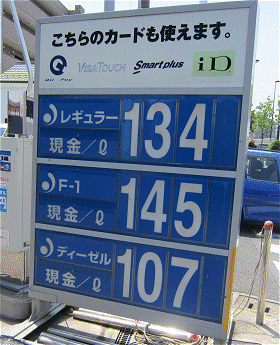 こちらのカードも使えます。
VISA TOUCH Smartplus iD
レギュラー 134
現金/ℓ
F-1 145
現金/ℓ
ディーゼル 107
現金/ℓ